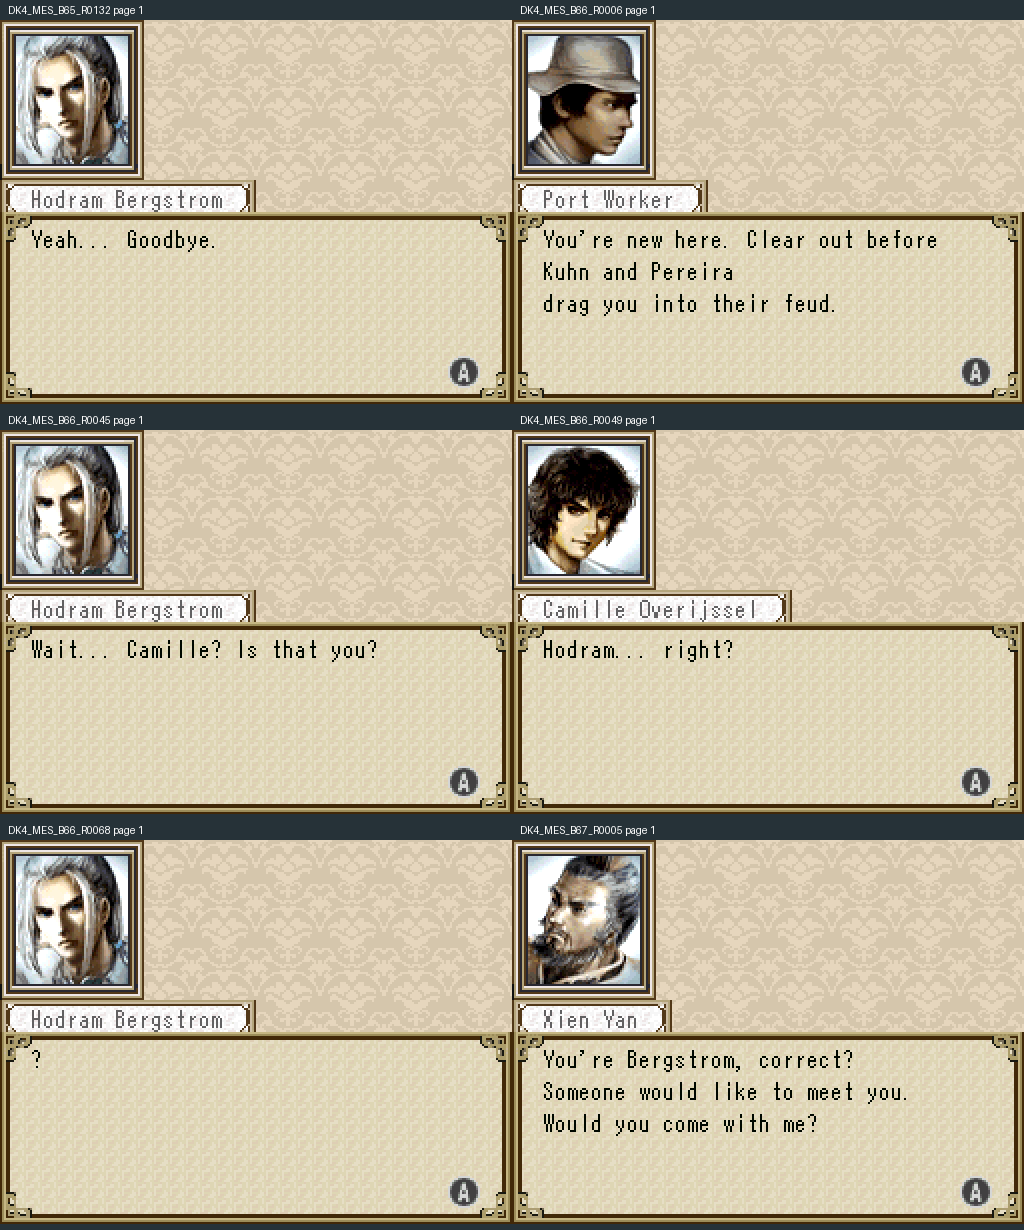 DK4_MES_B65_R0132 page 1
Hodram Bergstrom
Yeah... Goodbye.
A
DK4_MES_B66_R0006 page 1
Port Worker
You're new here. Clear out before
Kuhn and Pereira
drag you into their feud.
A
DK4_MES_B66_R0045 page 1
Hodram Bergstrom
Wait... Camille? Is that you?
A
DK4_MES_B66_R0049 page 1
Camille Overijssel
Hodram... right?
A
DK4_MES_B66_R0068 page 1
Hodram Bergstrom
?
A
DK4_MES_B67_R0005 page 1
Xien Yan
You're Bergstrom, correct?
Someone would like to meet you.
Would you come with me?
A